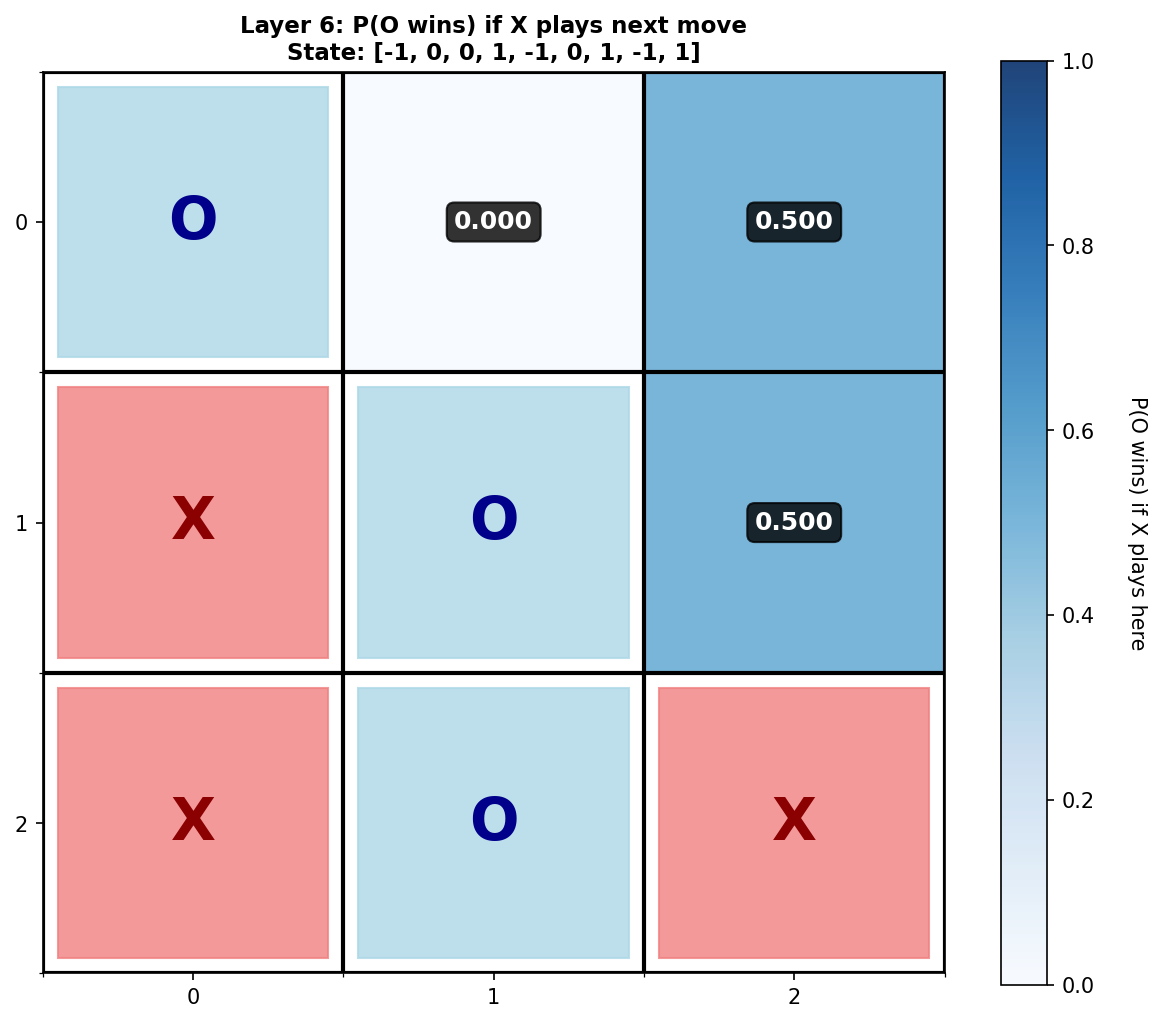 Layer 6: P(O wins) if X plays next move
State: [-1, 0, 0, 1, -1, 0, 1, -1, 1]
0
O
0.000
0.500
1
X
O
0.500
2
X
O
X
0
1
2
1.0
0.8
0.6
0.4
0.2
0.0
P(O wins) if X plays here